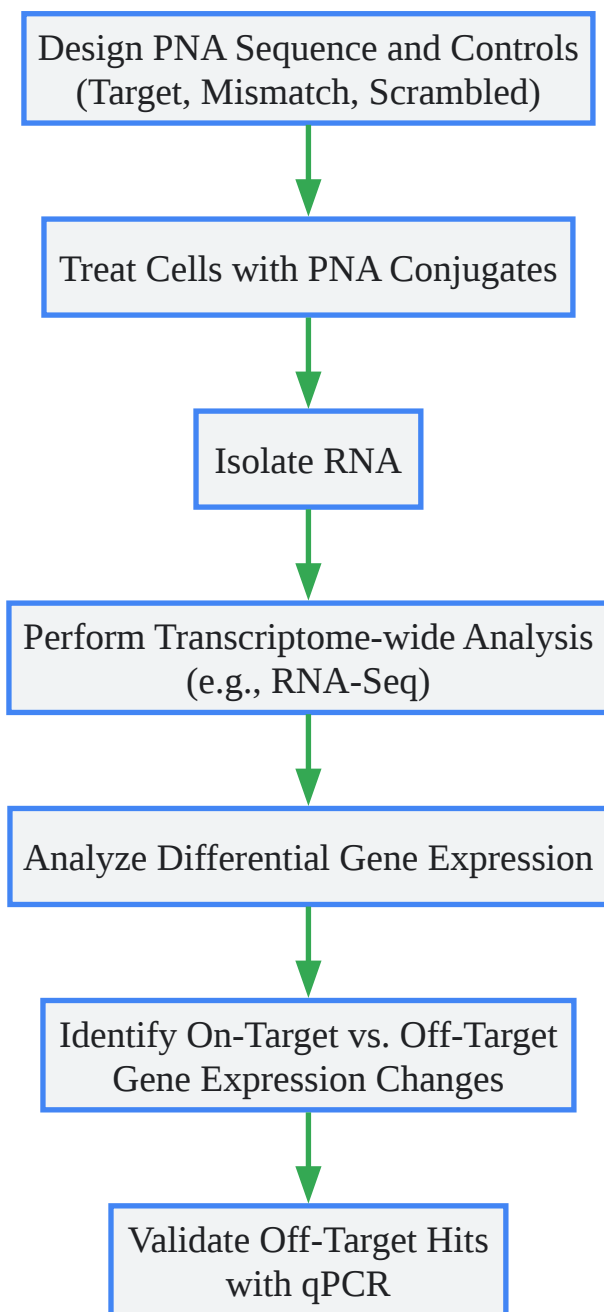 Design PNA Sequence and Controls
(Target, Mismatch, Scrambled)
Treat Cells with PNA Conjugates
Isolate RNA
Perform Transcriptome-wide Analysis
(e.g., RNA-Seq)
Analyze Differential Gene Expression
Identify On-Target vs. Off-Target
Gene Expression Changes
Validate Off-Target Hits
with qPCR